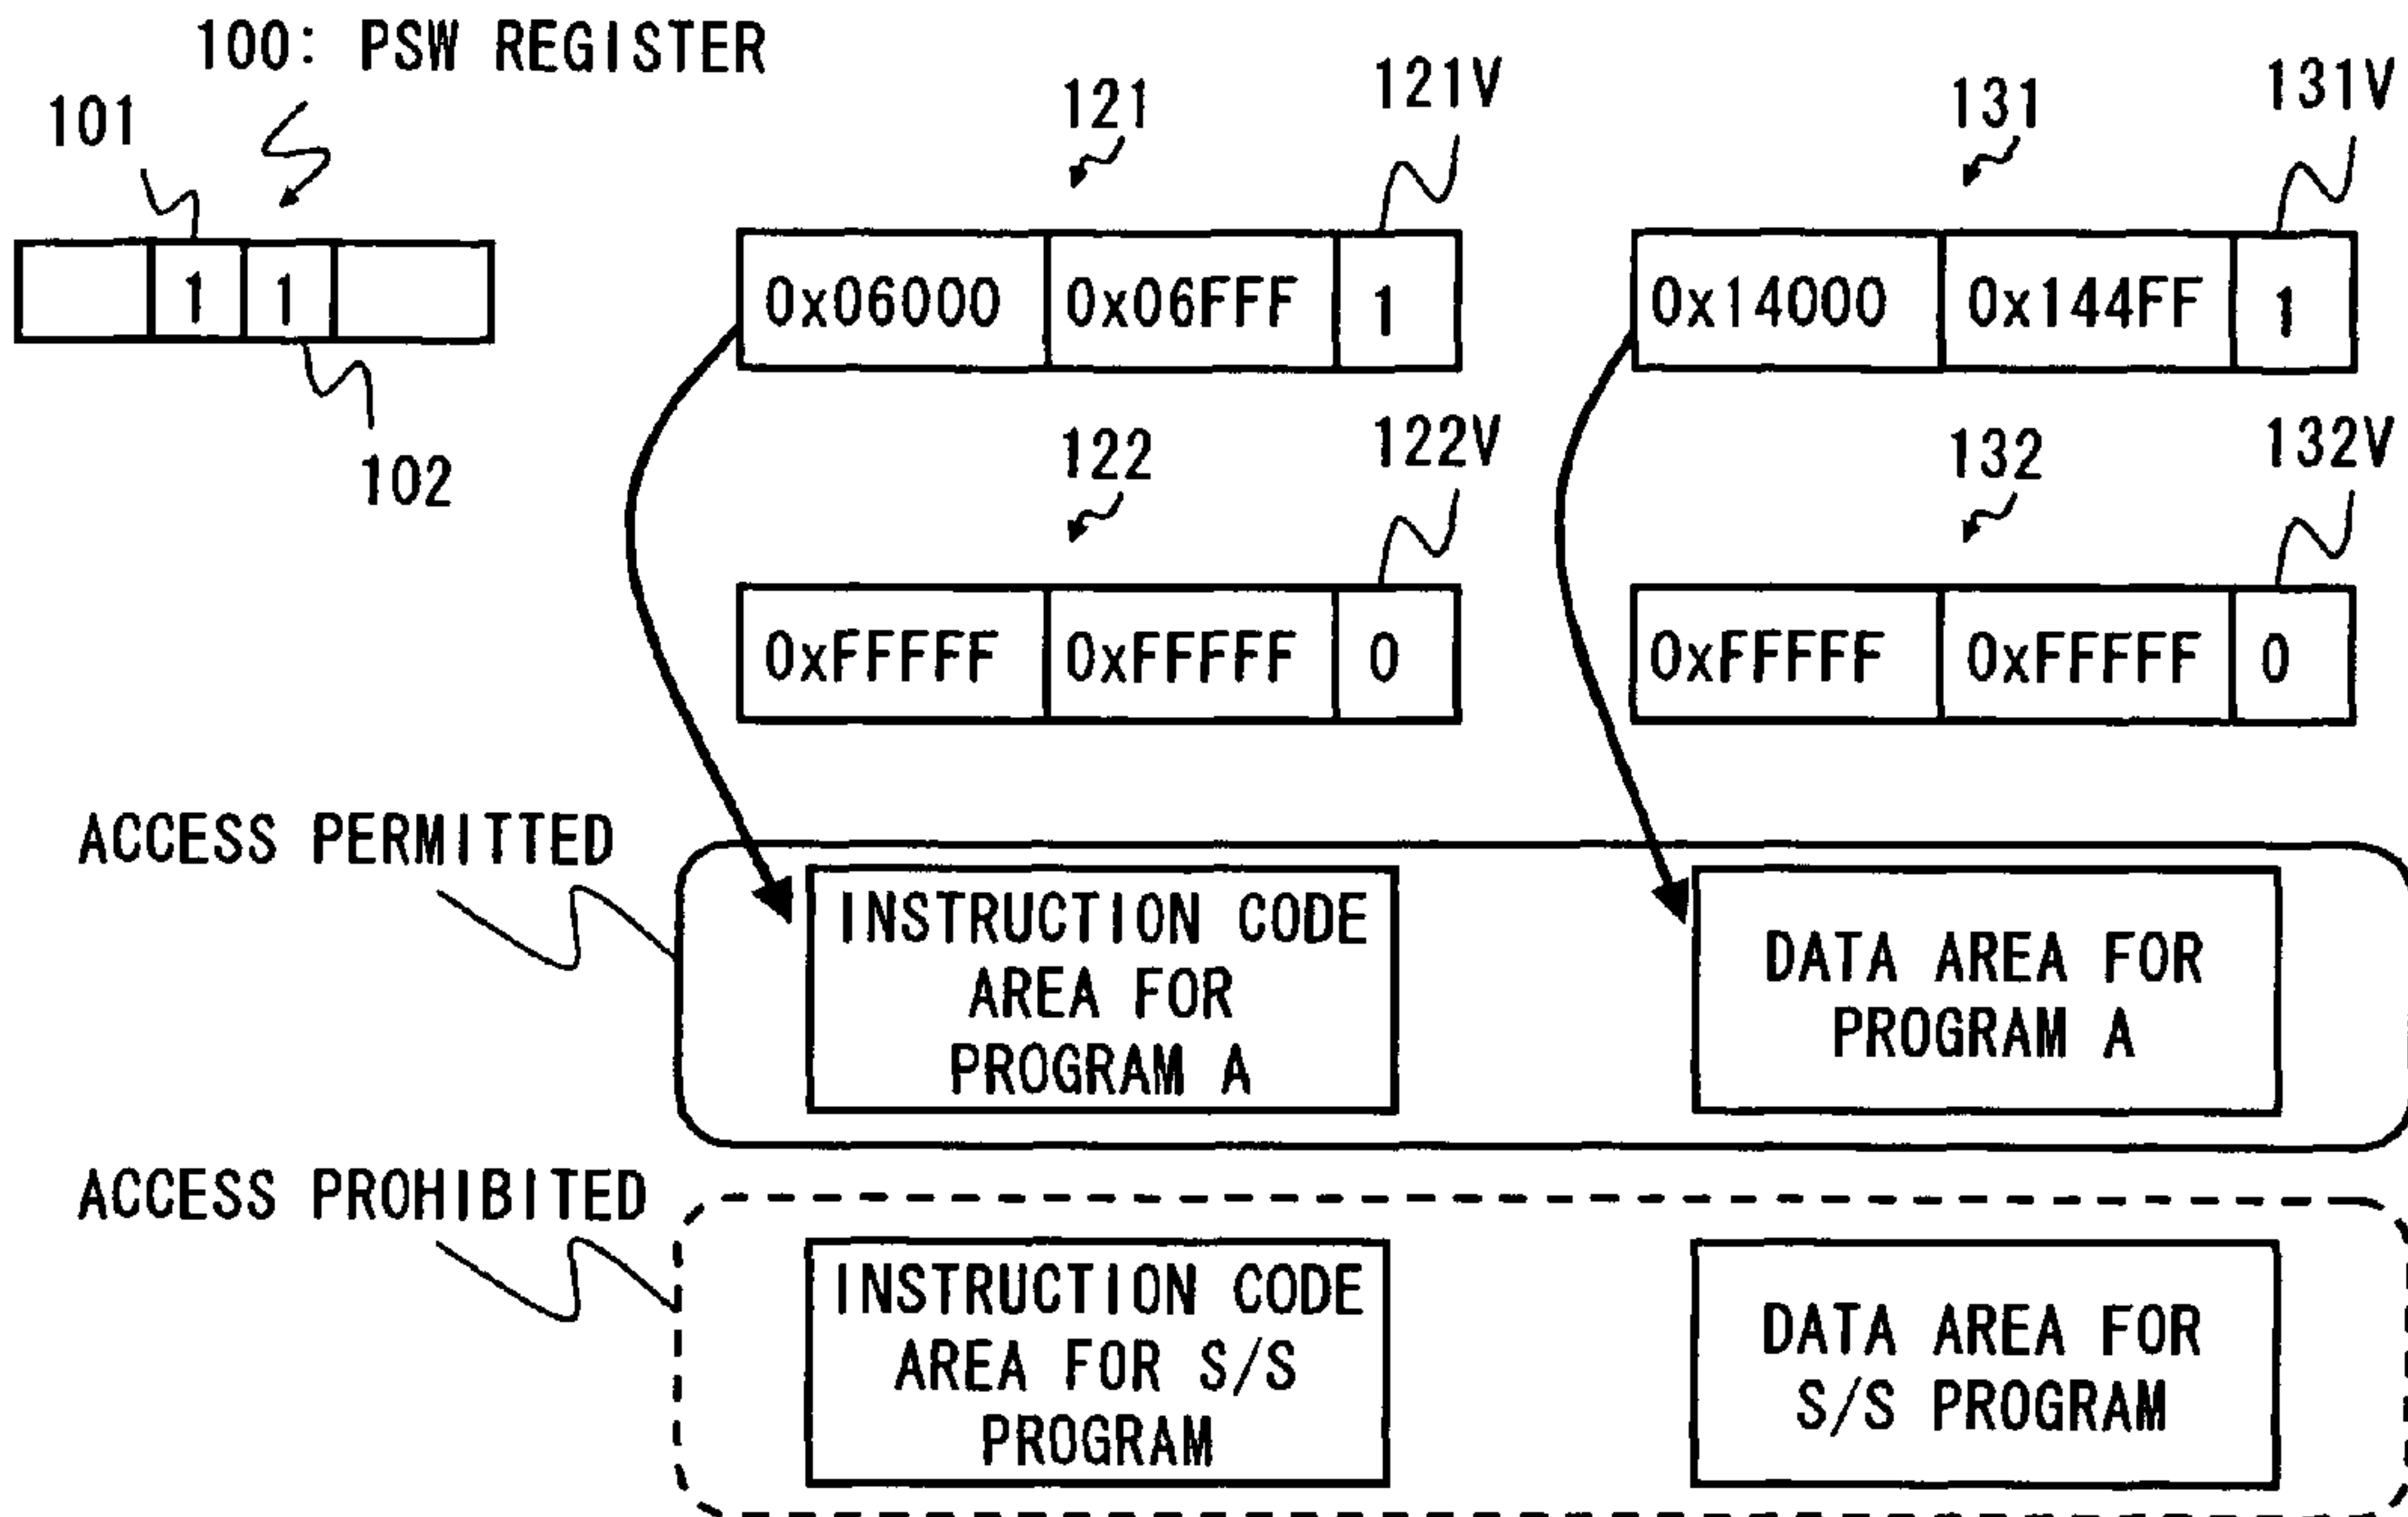 100: PSW REGISTER
101
1 1
102
121
121V
0x06000 0x06FFF 1
131
131V
0x14000 0x144FF 1
122
122V
0xFFFFF 0xFFFFF 0
132
132V
0xFFFFF 0xFFFFF 0
ACCESS PERMITTED
INSTRUCTION CODE
AREA FOR
PROGRAM A
DATA AREA FOR
PROGRAM A
ACCESS PROHIBITED
INSTRUCTION CODE
AREA FOR S/S
PROGRAM
DATA AREA FOR
S/S PROGRAM